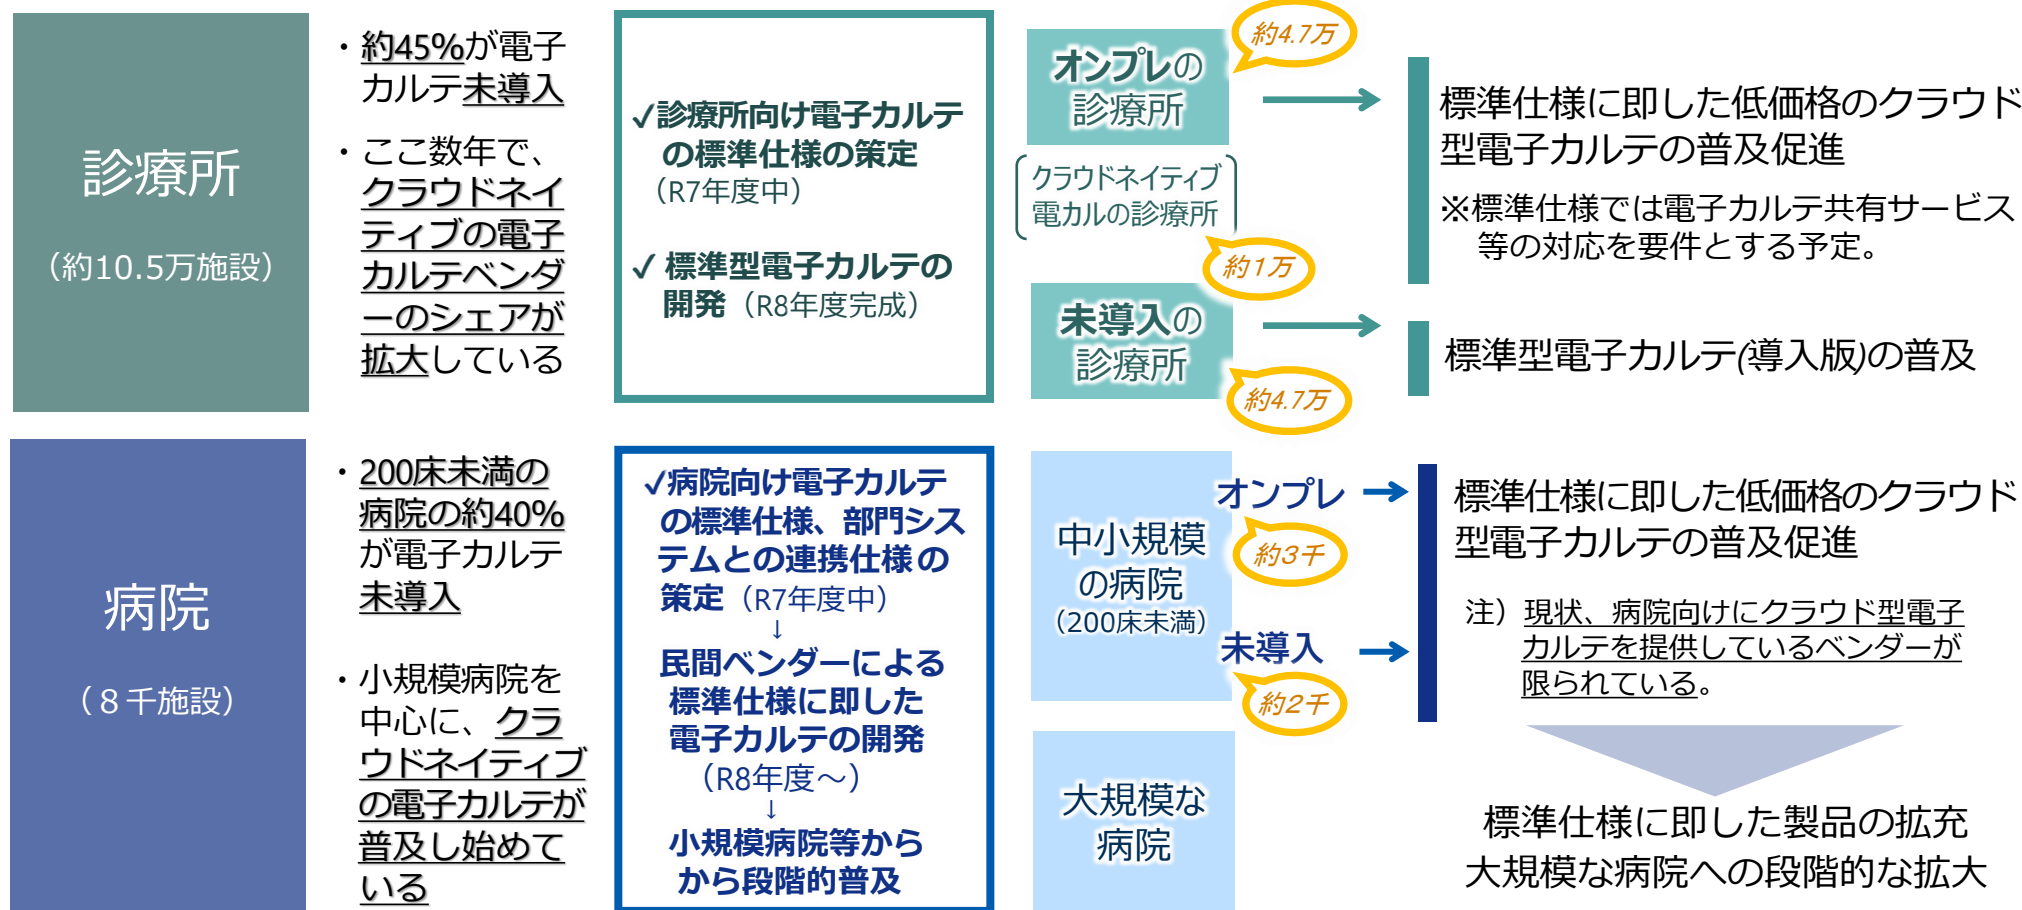 診療所
（約10.5万施設）
・約45%が電子
カルテ未導入
・ここ数年で、
クラウドネイ
ティブの電子
カルテベンダ
ーのシェアが
拡大している
✓診療所向け電子カルテ
の標準仕様の策定
（R7年度中）
✓ 標準型電子カルテの
開発（R8年度完成）
オンプレの
診療所
約4.7万
クラウドネイティブ
電カルの診療所
約1万
未導入の
診療所
約4.7万
標準仕様に即した低価格のクラウド
型電子カルテの普及促進
※標準仕様では電子カルテ共有サービス
等の対応を要件とする予定。
標準型電子カルテ(導入版)の普及
病院
（８千施設）
・200床未満の
病院の約40%
が電子カルテ
未導入
・小規模病院を
中心に、クラ
ウドネイティブ
の電子カルテが
普及し始めて
いる
✓病院向け電子カルテ
の標準仕様、部門シス
テムとの連携仕様の
策定（R7年度中）
↓
民間ベンダーによる
標準仕様に即した
電子カルテの開発
（R8年度～）
↓
小規模病院等から
から段階的普及
中小規模
の病院
（200床未満）
オンプレ
約3千
未導入
約2千
大規模な
病院
標準仕様に即した低価格のクラウド
型電子カルテの普及促進
注）現状、病院向けにクラウド型電子
カルテを提供しているベンダーが
限られている。
標準仕様に即した製品の拡充
大規模な病院への段階的な拡大